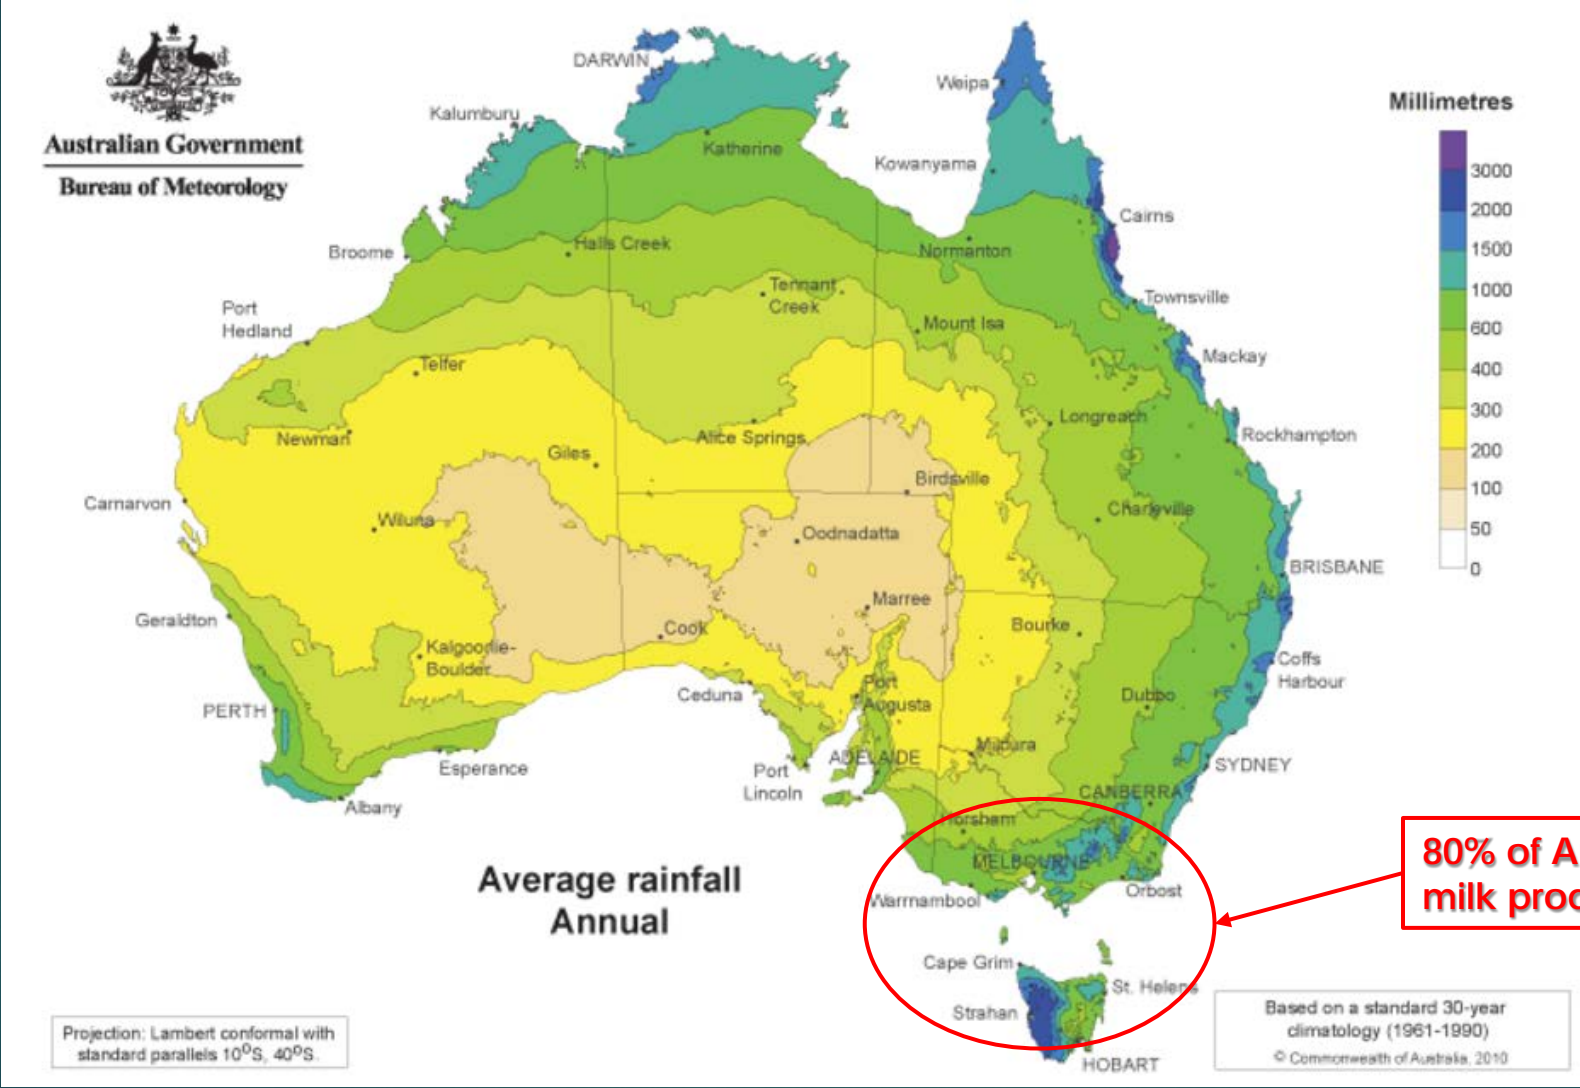 Australian Government
Bureau of Meteorology
DARWIN
Weipa
Kalumburu
Katherine
Kowanyama
Cairns
Broome
Halls Creek
Normanton
Port
Hedland
Tennant
Creek
Townsville
Mount Isa
Telfer
Mackay
Newman
Alice Springs
Longreach
Rockhampton
Giles
Birdsville
Carnarvon
Wiluna
Oodnadatta
Charleville
BRISBANE
Geraldton
Marree
Cook
Bourke
Kalgoorlie-
Boulder
Coffs
Harbour
PERTH
Ceduna
Port
Augusta
Dubbo
Mildura
ADELAIDE
Esperance
Port
Lincoln
SYDNEY
CANBERRA
Albany
Horsham
MELBOURNE
Warrnambool
Orbost
Cape Grim
St. Helens
Strahan
HOBART
Millimetres
3000
2000
1500
1000
600
400
300
200
100
50
0
Average rainfall
Annual
80% of A
milk pro
Projection: Lambert conformal with
standard parallels 10°S, 40°S.
Based on a standard 30-year
climatology (1961-1990)
© Commonwealth of Australia, 2010